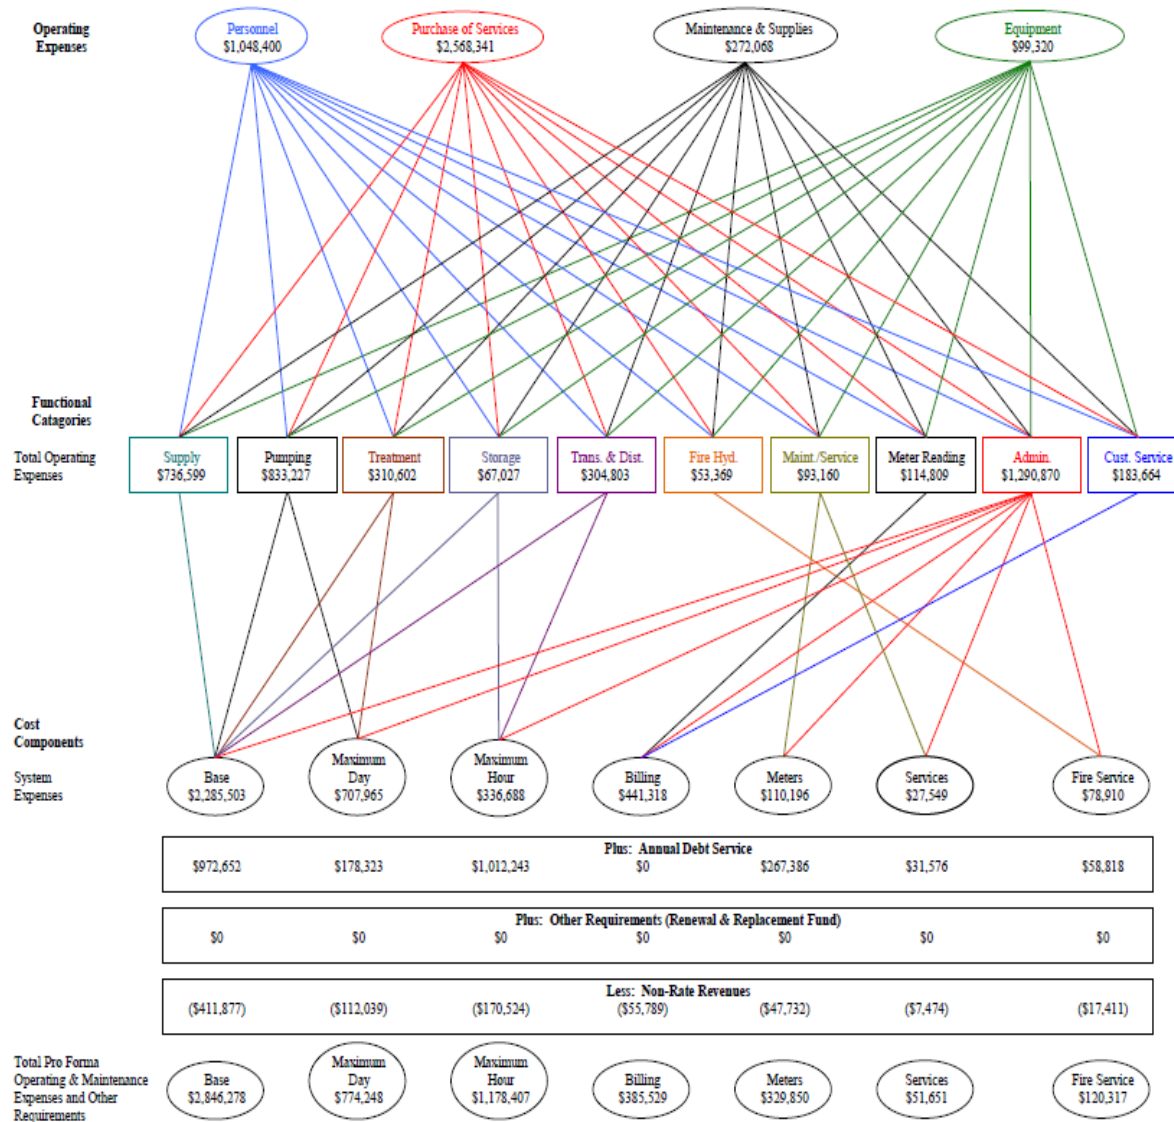 Operating
Expenses
Personnel
$1,048,400
Purchase of Services
$2,568,341
Maintenance & Supplies
$272,068
Equipment
$99,320
Functional
Catagories
Total Operating
Expenses
Supply
$736,599
Pumping
$833,227
Treatment
$310,602
Storage
$67,027
Trans. & Dist.
$304,803
Fire Hyd.
$53,369
Maint./Service
$93,160
Meter Reading
$114,809
Admin.
$1,290,870
Cust. Service
$183,664
Cost
Components
System
Expenses
Base
$2,285,503
Maximum
Day
$707,965
Maximum
Hour
$336,688
Billing
$441,318
Meters
$110,196
Services
$27,549
Fire Service
$78,910
Plus: Annual Debt Service
$972,652 $178,323 $1,012,243 $0 $267,386 $31,576 $58,818
Plus: Other Requirements (Renewal & Replacement Fund)
$0 $0 $0 $0 $0 $0 $0
Less: Non-Rate Revenues
($411,877) ($112,039) ($170,524) ($55,789) ($47,732) ($7,474) ($17,411)
Total Pro Forma
Operating & Maintenance
Expenses and Other
Requirements
Base
$2,846,278
Maximum
Day
$774,248
Maximum
Hour
$1,178,407
Billing
$385,529
Meters
$329,850
Services
$51,651
Fire Service
$120,317